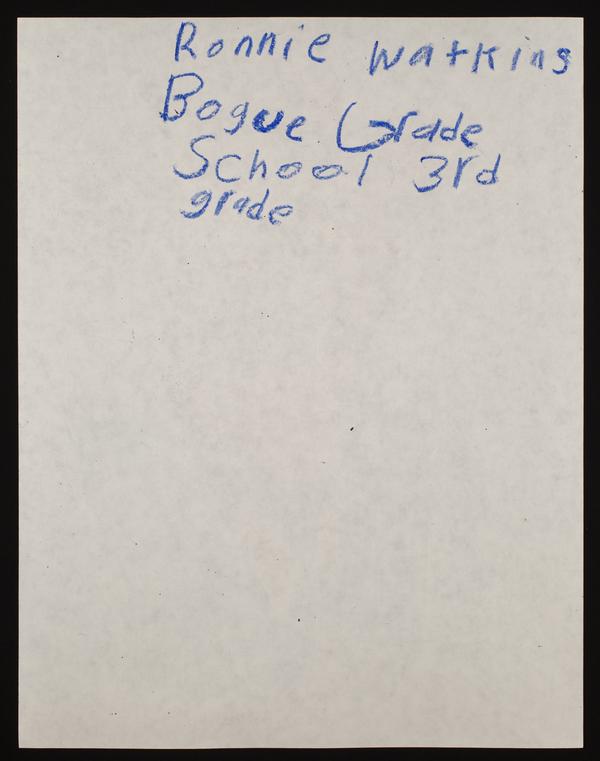 Ronnie Watkins
Bogue Grade
School 3rd
grade